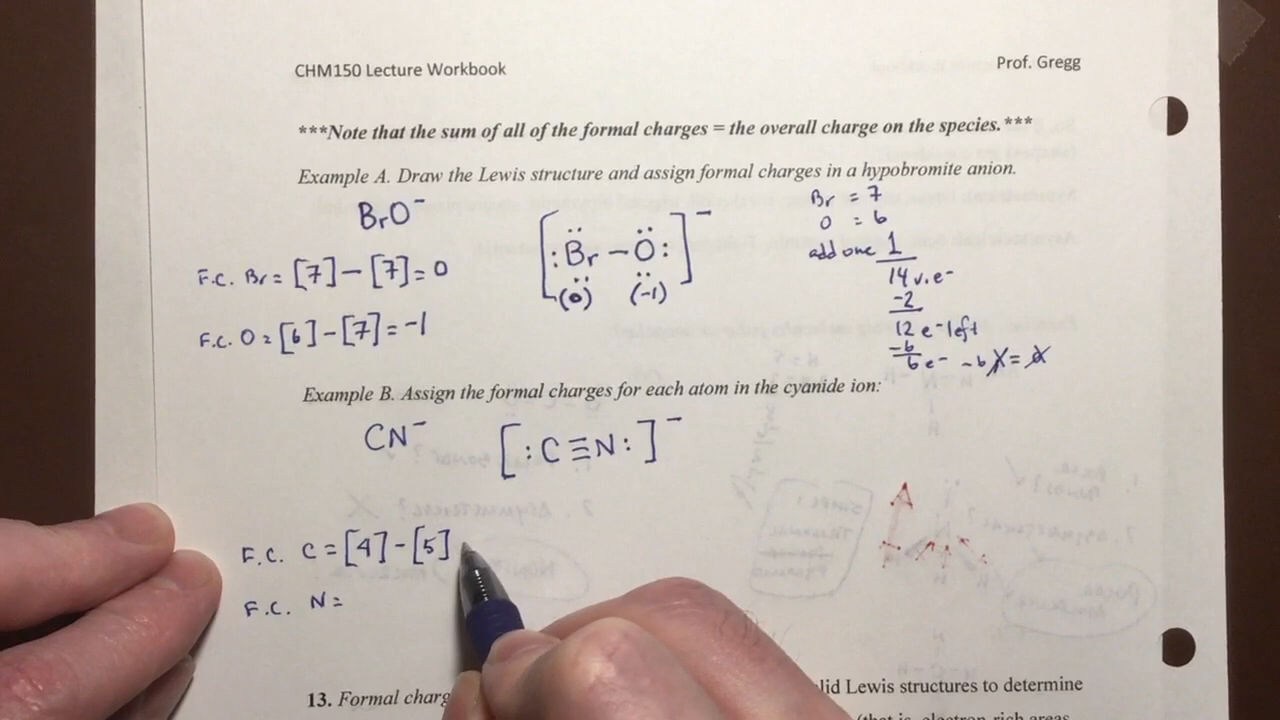 CHM150 Lecture Workbook
Prof. Gregg
***Note that the sum of all of the formal charges = the overall charge on the species.***
Example A. Draw the Lewis structure and assign formal charges in a hypobromite anion.
BrO⁻
[:B̈r–Ö:]⁻
(0) (-1)
Br = 7
O = 6
add one 1
14 v.e⁻
-2
12 e⁻ left
-6
6e⁻ -6
F.C. Br = [7] – [7] = 0
F.C. O = [6] – [7] = -1
Example B. Assign the formal charges for each atom in the cyanide ion:
CN⁻
[:C≡N:]⁻
F.C. C = [4] – [5]
F.C. N =
13. Formal charg
lid Lewis structures to determine